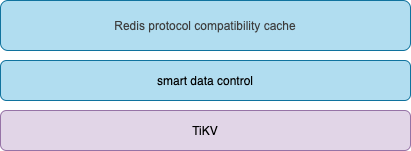 Redis protocol compatibility cache
smart data control
TiKV